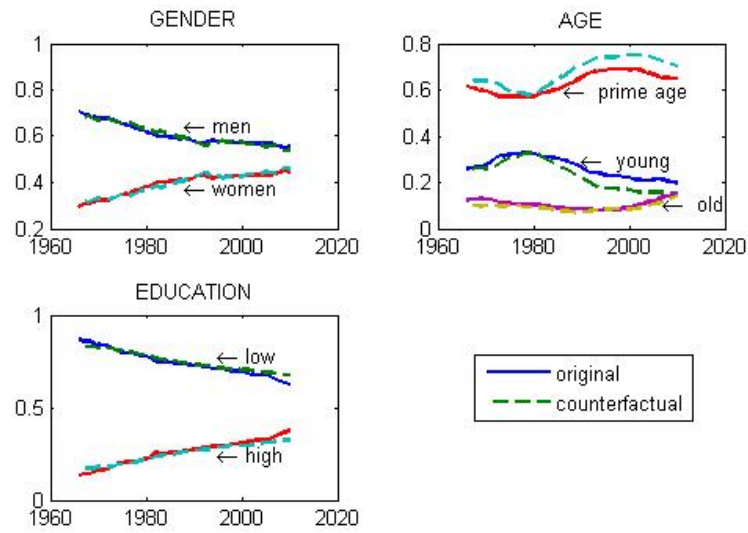 GENDER
1
0.8
0.6
0.4
0.2
1960 1980 2000 2020
← men
← women
AGE
0.8
0.6
0.4
0.2
0
1960 1980 2000 2020
← prime age
← young
← old
EDUCATION
1
0.5
0
1960 1980 2000 2020
← low
← high
original
counterfactual